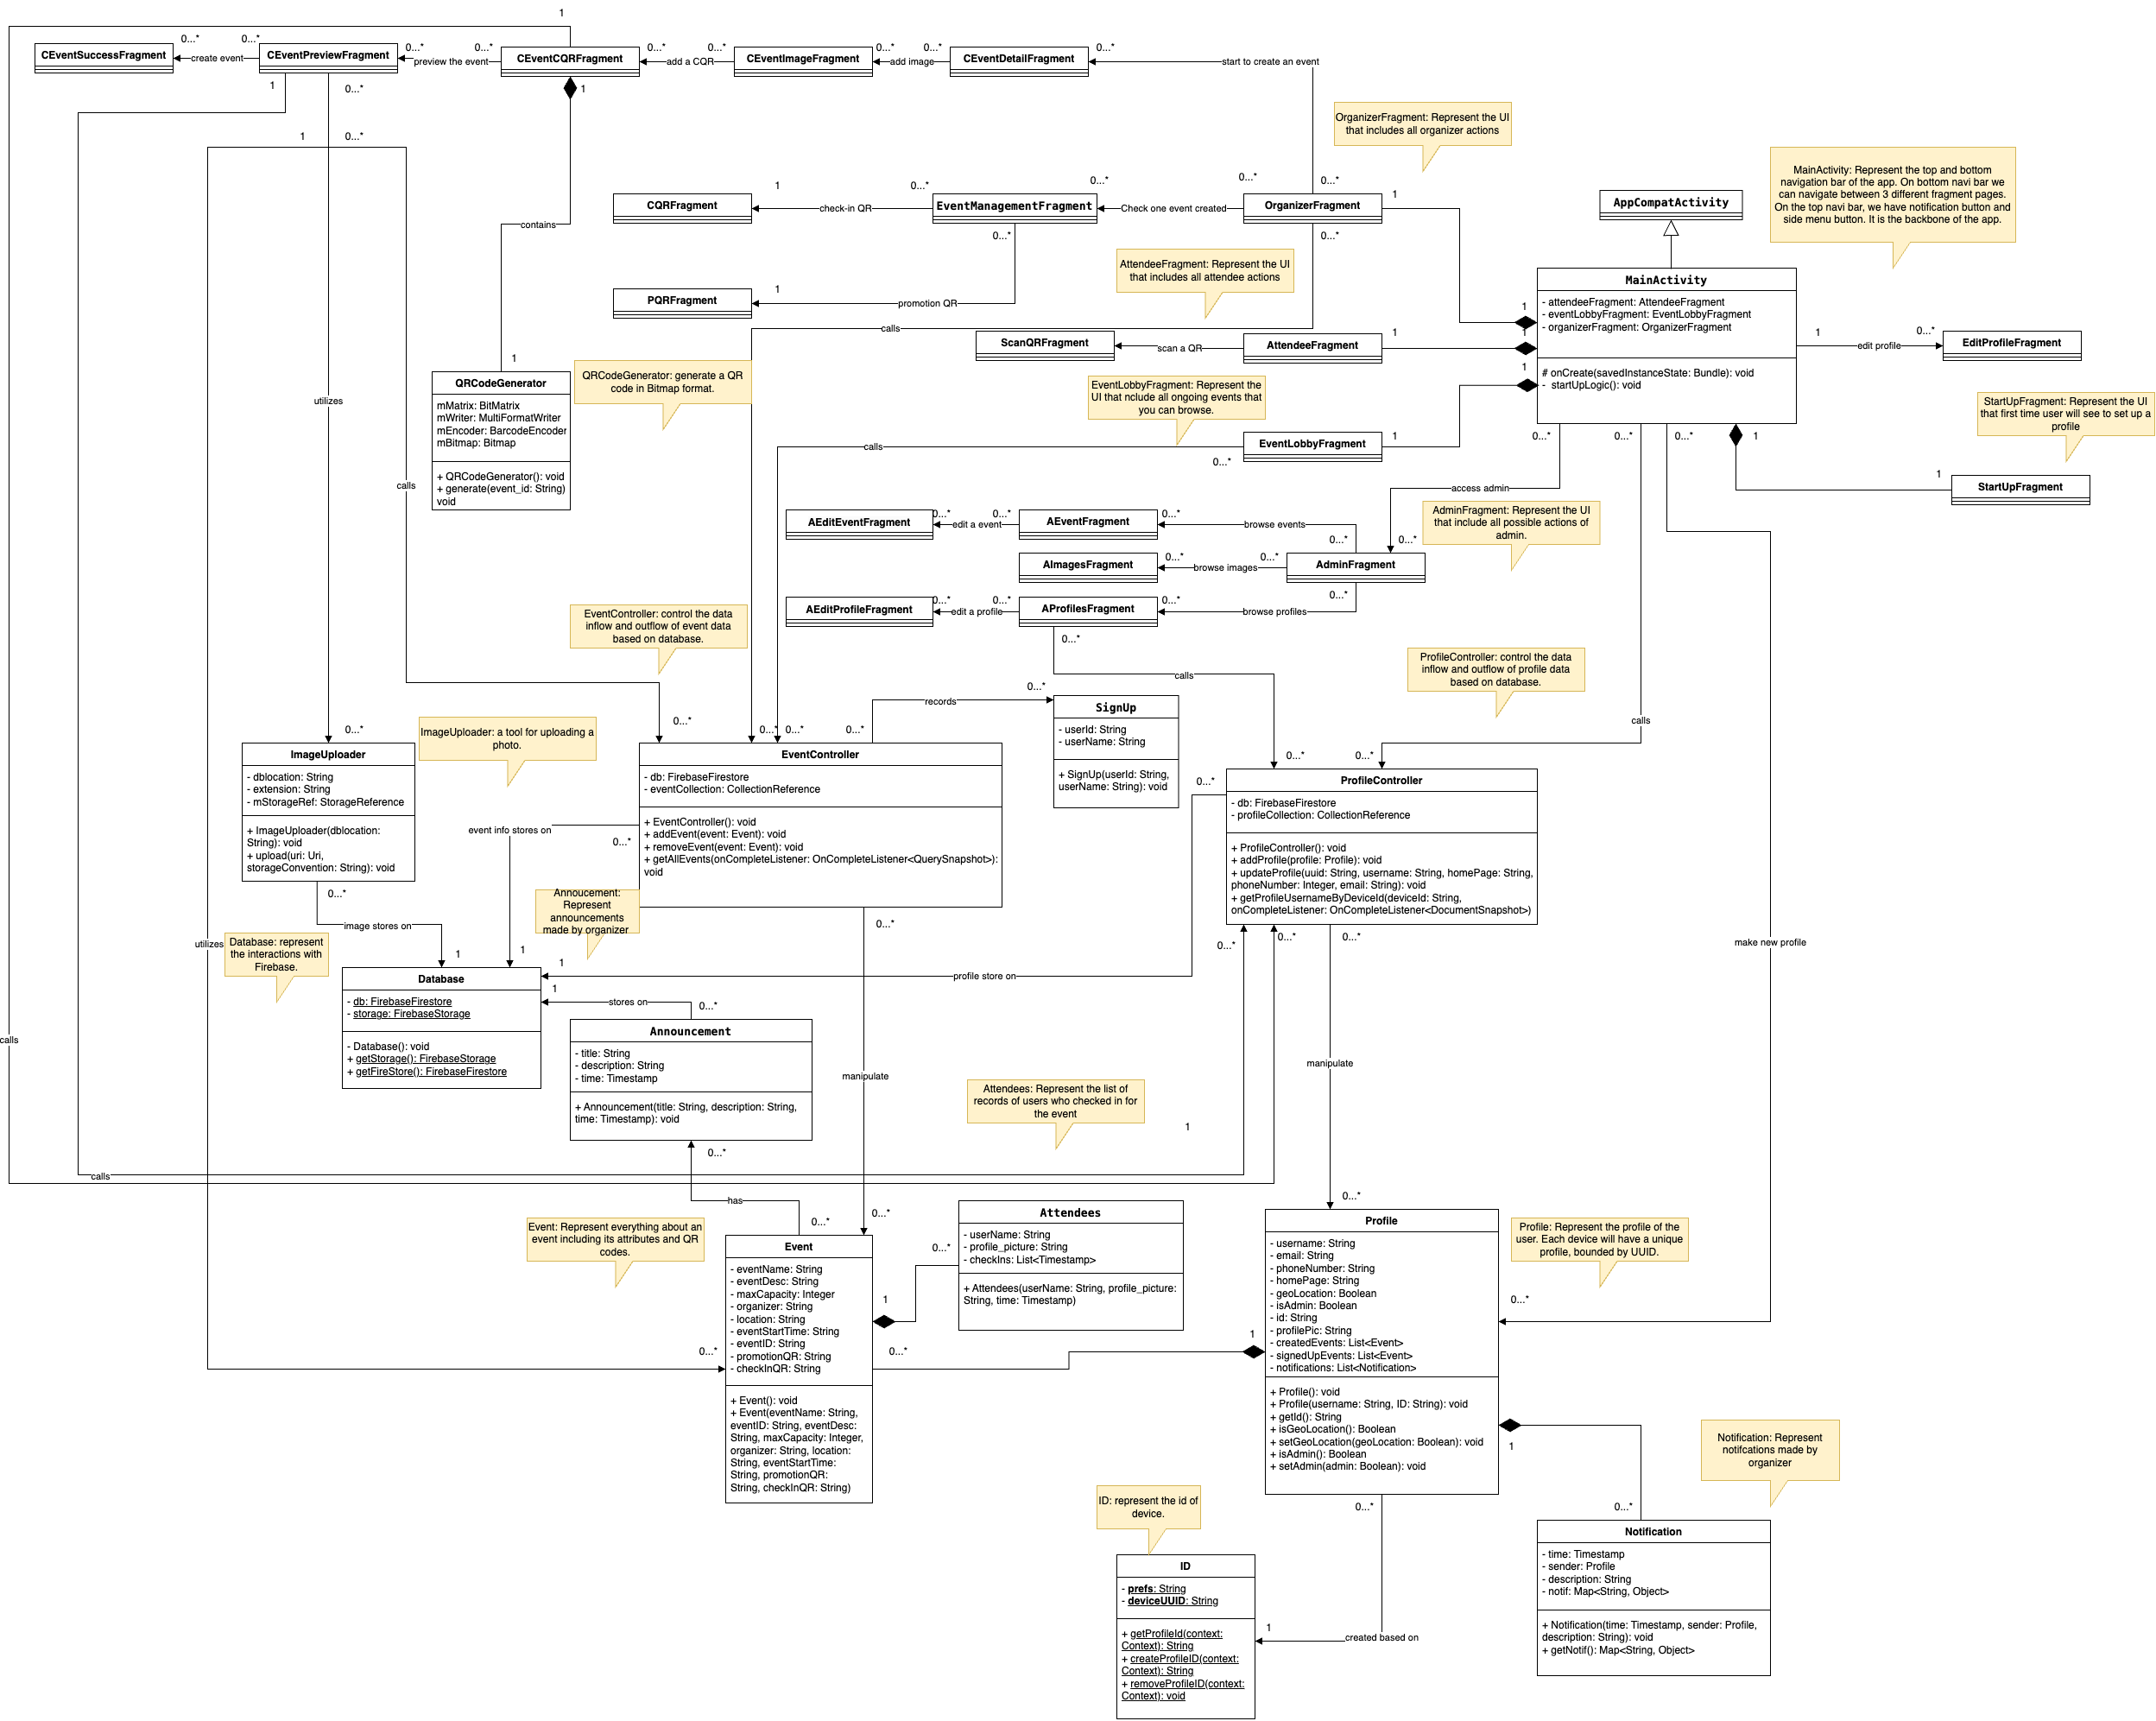 1
CEventSuccessFragment
0...*
create event
0...*
CEventPreviewFragment
0...*
preview the event
0...*
CEventCQRFragment
0...*
add a CQR
0...*
CEventImageFragment
0...*
add image
0...*
CEventDetailFragment
0...*
start to create an event
1
0...*
1
1
0...*
OrganizerFragment: Represent the UI
that includes all organizer actions
MainActivity: Represent the top and bottom
navigation bar of the app. On bottom navi bar we
can navigate between 3 different fragment pages.
On the top navi bar, we have notification button and
side menu button. It is the backbone of the app.
CQRFragment
1
check-in QR
0...*
EventManagementFragment
0...*
Check one event created
0...*
OrganizerFragment
0...*
1
AppCompatActivity
contains
0...*
0...*
AttendeeFragment: Represent the UI
that includes all attendee actions
PQRFragment
1
promotion QR
calls
MainActivity
- attendeeFragment: AttendeeFragment
- eventLobbyFragment: EventLobbyFragment
- organizerFragment: OrganizerFragment
# onCreate(savedInstanceState: Bundle): void
- startUpLogic(): void
1
1
1
ScanQRFragment
scan a QR
AttendeeFragment
1
1
edit profile
0...*
EditProfileFragment
1
QRCodeGenerator
mMatrix: BitMatrix
mWriter: MultiFormatWriter
mEncoder: BarcodeEncoder
mBitmap: Bitmap
+ QRCodeGenerator(): void
+ generate(event_id: String)
void
QRCodeGenerator: generate a QR
code in Bitmap format.
EventLobbyFragment: Represent the
UI that nclude all ongoing events that
you can browse.
StartUpFragment: Represent the UI
that first time user will see to set up a
profile
utilizes
calls
calls
EventLobbyFragment
1
0...*
0...*
0...*
0...*
1
1
StartUpFragment
access admin
AdminFragment: Represent the UI
that include all possible actions of
admin.
AEditEventFragment
0...*
edit a event
0...*
AEventFragment
0...*
browse events
0...*
0...*
AImagesFragment
0...*
browse images
0...*
AdminFragment
AEditProfileFragment
0...*
edit a profile
0...*
AProfilesFragment
0...*
browse profiles
0...*
0...*
calls
EventController: control the data
inflow and outflow of event data
based on database.
ProfileController: control the data
inflow and outflow of profile data
based on database.
records
0...*
SignUp
- userId: String
- userName: String
+ SignUp(userId: String,
userName: String): void
calls
0...*
ImageUploader: a tool for uploading a
photo.
0...*
0...*
0...*
0...*
0...*
0...*
ImageUploader
- dblocation: String
- extension: String
- mStorageRef: StorageReference
+ ImageUploader(dblocation:
String): void
+ upload(uri: Uri,
storageConvention: String): void
EventController
- db: FirebaseFirestore
- eventCollection: CollectionReference
+ EventController(): void
+ addEvent(event: Event): void
+ removeEvent(event: Event): void
+ getAllEvents(onCompleteListener: OnCompleteListener<QuerySnapshot>):
void
ProfileController
- db: FirebaseFirestore
- profileCollection: CollectionReference
+ ProfileController(): void
+ addProfile(profile: Profile): void
+ updateProfile(uuid: String, username: String, homePage: String,
phoneNumber: Integer, email: String): void
+ getProfileUsernameByDeviceId(deviceId: String,
onCompleteListener: OnCompleteListener<DocumentSnapshot>)
0...*
event info stores on
0...*
0...*
image stores on
Annoucement:
Represent
announcements
made by organizer
0...*
0...*
0...*
0...*
make new profile
utilizes
Database: represent
the interactions with
Firebase.
1
1
1
profile store on
Database
- db: FirebaseFirestore
- storage: FirebaseStorage
- Database(): void
+ getStorage(): FirebaseStorage
+ getFireStore(): FirebaseFirestore
1
stores on
0...*
Announcement
- title: String
- description: String
- time: Timestamp
+ Announcement(title: String, description: String,
time: Timestamp): void
calls
manipulate
manipulate
Attendees: Represent the list of
records of users who checked in for
the event
1
0...*
calls
has
0...*
0...*
0...*
Event: Represent everything about an
event including its attributes and QR
codes.
Attendees
- userName: String
- profile_picture: String
- checkIns: List<Timestamp>
+ Attendees(userName: String, profile_picture:
String, time: Timestamp)
0...*
1
Profile
- username: String
- email: String
- phoneNumber: String
- homePage: String
- geoLocation: Boolean
- isAdmin: Boolean
- id: String
- profilePic: String
- createdEvents: List<Event>
- signedUpEvents: List<Event>
- notifications: List<Notification>
+ Profile(): void
+ Profile(username: String, ID: String): void
+ getId(): String
+ isGeoLocation(): Boolean
+ setGeoLocation(geoLocation: Boolean): void
+ isAdmin(): Boolean
+ setAdmin(admin: Boolean): void
Profile: Represent the profile of the
user. Each device will have a unique
profile, bounded by UUID.
0...*
Event
- eventName: String
- eventDesc: String
- maxCapacity: Integer
- organizer: String
- location: String
- eventStartTime: String
- eventID: String
- promotionQR: String
- checkInQR: String
+ Event(): void
+ Event(eventName: String,
eventID: String, eventDesc:
String, maxCapacity: Integer,
organizer: String, location:
String, eventStartTime:
String, promotionQR:
String, checkInQR: String)
0...*
0...*
1
1
Notification: Represent
notifcations made by
organizer
ID: represent the id of
device.
0...*
0...*
ID
- prefs: String
- deviceUUID: String
+ getProfileId(context:
Context): String
+ createProfileID(context:
Context): String
+ removeProfileID(context:
Context): void
1
created based on
Notification
- time: Timestamp
- sender: Profile
- description: String
- notif: Map<String, Object>
+ Notification(time: Timestamp, sender: Profile,
description: String): void
+ getNotif(): Map<String, Object>